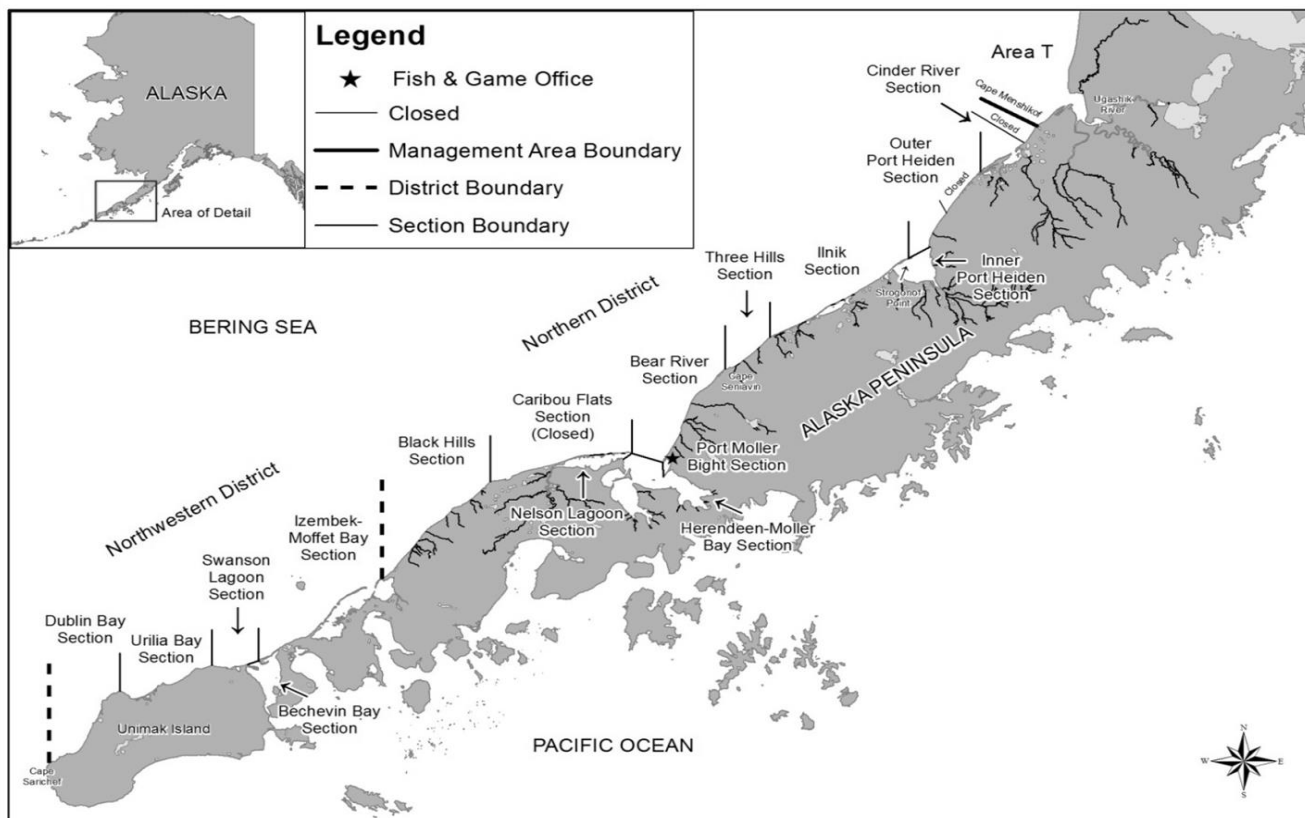 ALASKA
Area of Detail
Legend
Fish & Game Office
Closed
Management Area Boundary
District Boundary
Section Boundary
Area T
Cinder River
Section
Cape Menshikof
Closed
Ugashik
River
Outer
Port Heiden
Section
Closed
Three Hills
Section
Ilnik
Section
Strogonof
Point
Inner
Port Heiden
Section
Northern District
BERING SEA
Bear River
Section
Cape
Seniavin
ALASKA PENINSULA
Caribou Flats
Section
(Closed)
Black Hills
Section
Port Moller
Bight Section
Nelson Lagoon
Section
Herendeen-Moller
Bay Section
Northwestern District
Izembek-
Moffet Bay
Section
Swanson
Lagoon
Section
Dublin Bay
Section
Urilia Bay
Section
Bechevin Bay
Section
Unimak Island
Cape
Sarichef
PACIFIC OCEAN
N
W
E
S